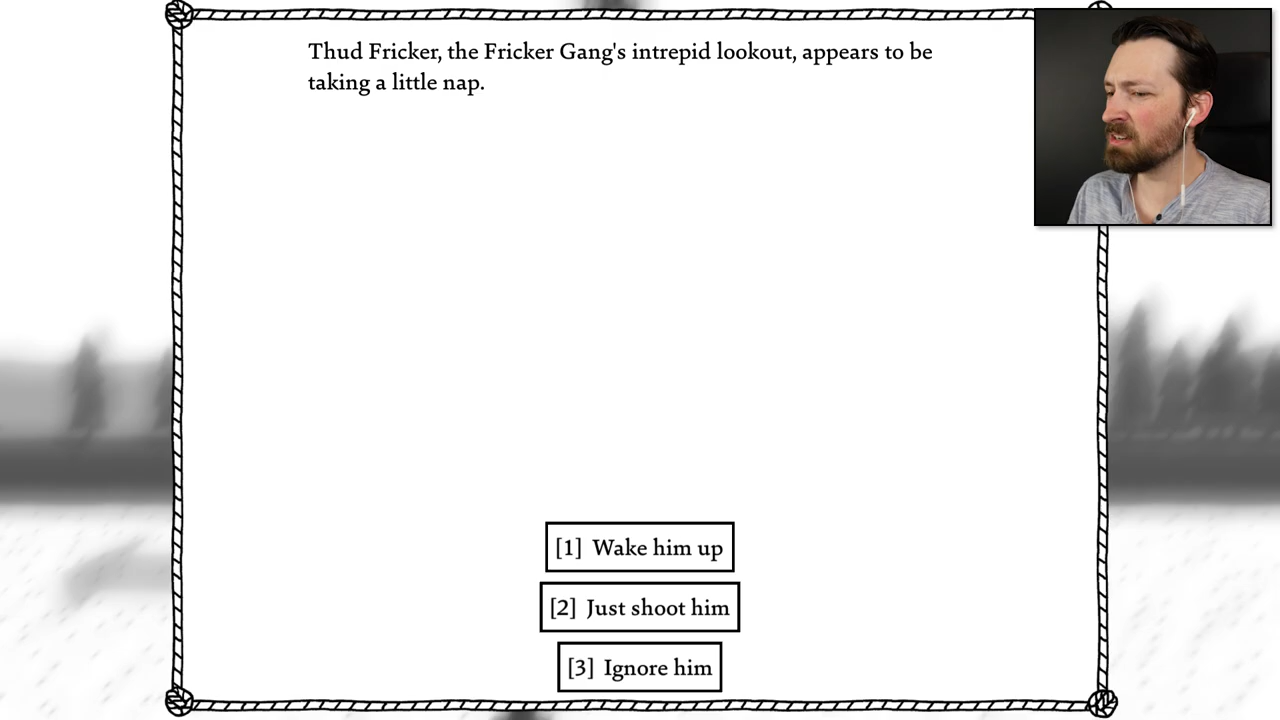 Thud Fricker, the Fricker Gang's intrepid lookout, appears to be
taking a little nap.
[1] Wake him up
[2] Just shoot him
[3] Ignore him